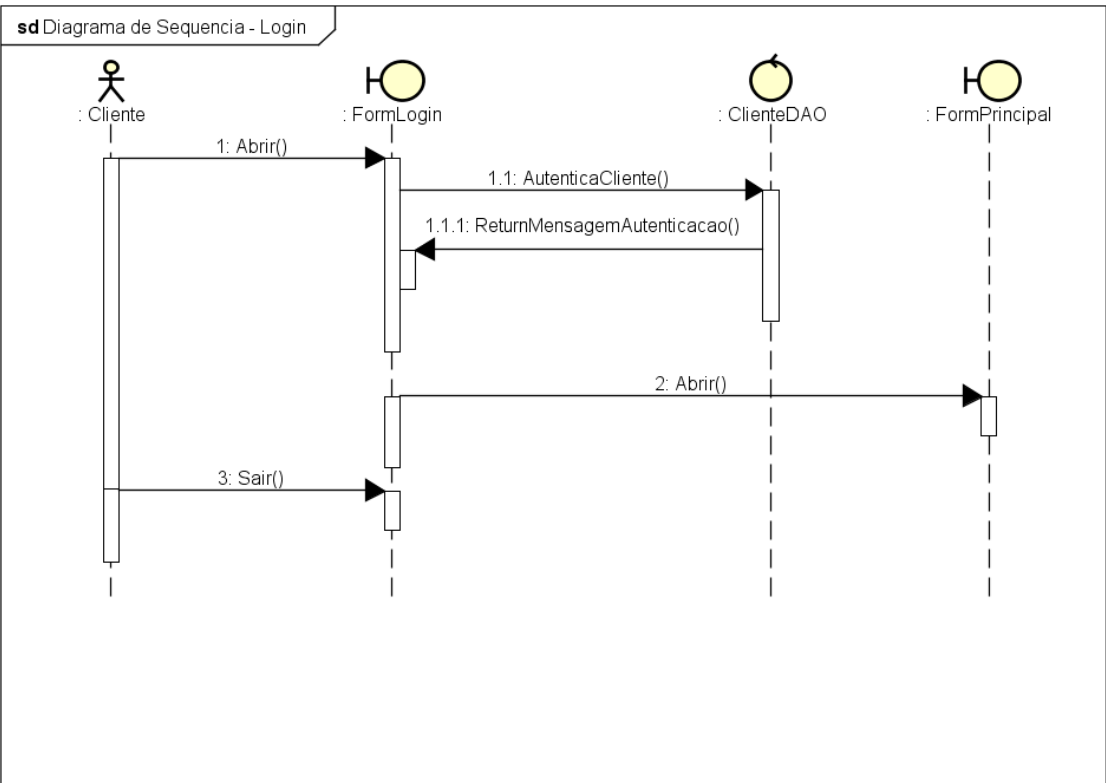 sd Diagrama de Sequencia - Login
: Cliente
: FormLogin
: ClienteDAO
: FormPrincipal
1: Abrir()
1.1: AutenticaCliente()
1.1.1: ReturnMensagemAutenticacao()
2: Abrir()
3: Sair()